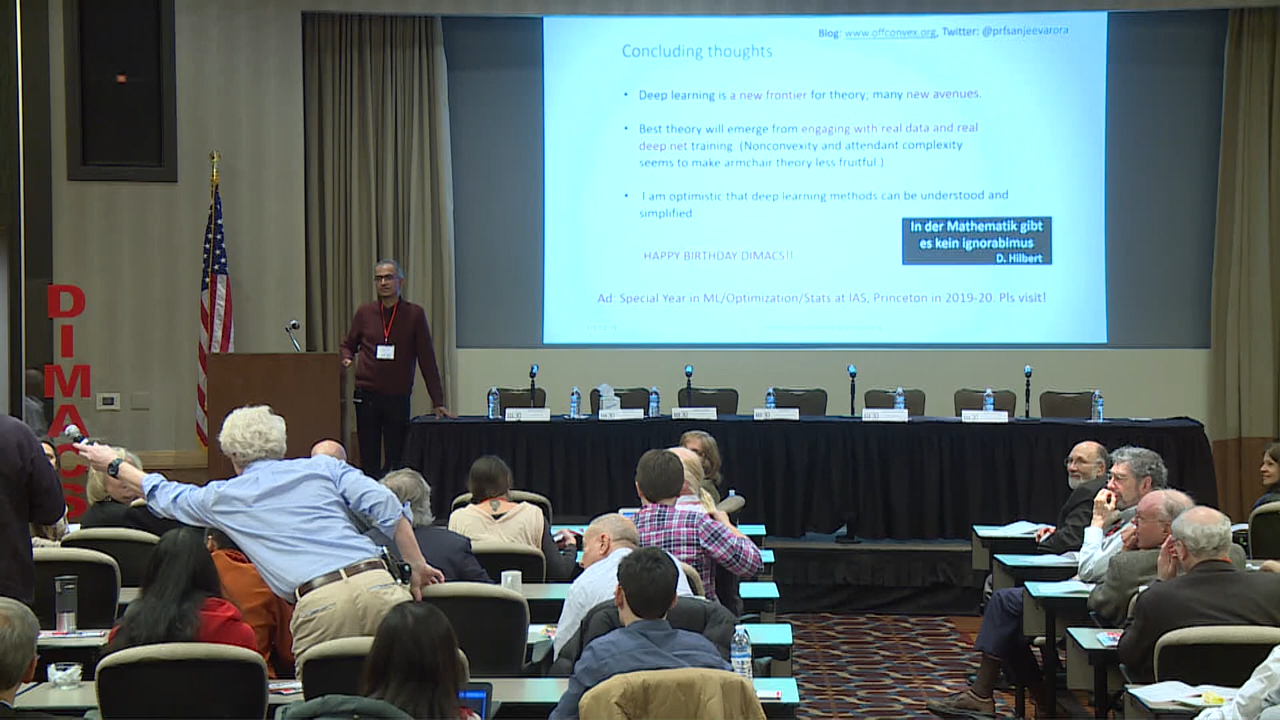 Blog: www.offconvex.org, Twitter: @prfsanjeevarora
Concluding thoughts
• Deep learning is a new frontier for theory; many new avenues.
• Best theory will emerge from engaging with real data and real
deep net training. (Nonconvexity and attendant complexity
seems to make armchair theory less fruitful.)
• I am optimistic that deep learning methods can be understood and
simplified.
In der Mathematik gibt
es kein ignorabimus
D. Hilbert
HAPPY BIRTHDAY DIMACS!!
Ad: Special Year in ML/Optimization/Stats at IAS, Princeton in 2019-20. Pls visit!
DIMACS